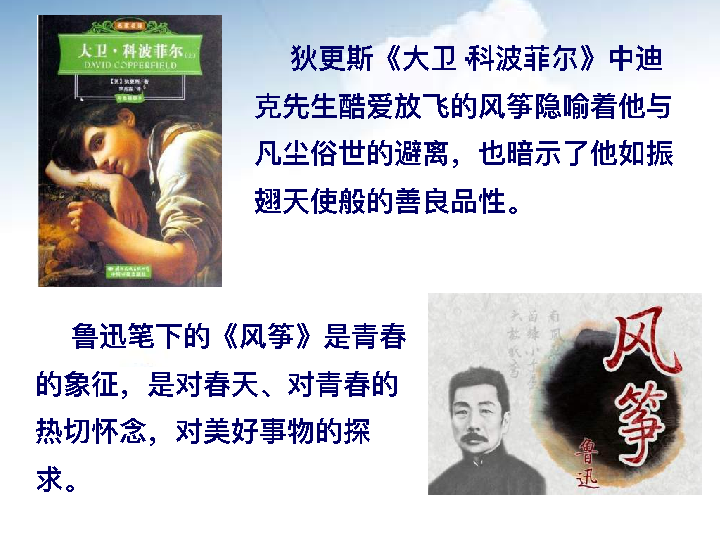 大卫·科波菲尔(上)
DAVID COPPERFIELD
狄更斯《大卫·科波菲尔》中迪
克先生酷爱放飞的风筝隐喻着他与
凡尘俗世的避离，也暗示了他如振
翅天使般的善良品性。
鲁迅笔下的《风筝》是青春
的象征，是对春天、对青春的
热切怀念，对美好事物的探
求。
风筝
鲁迅